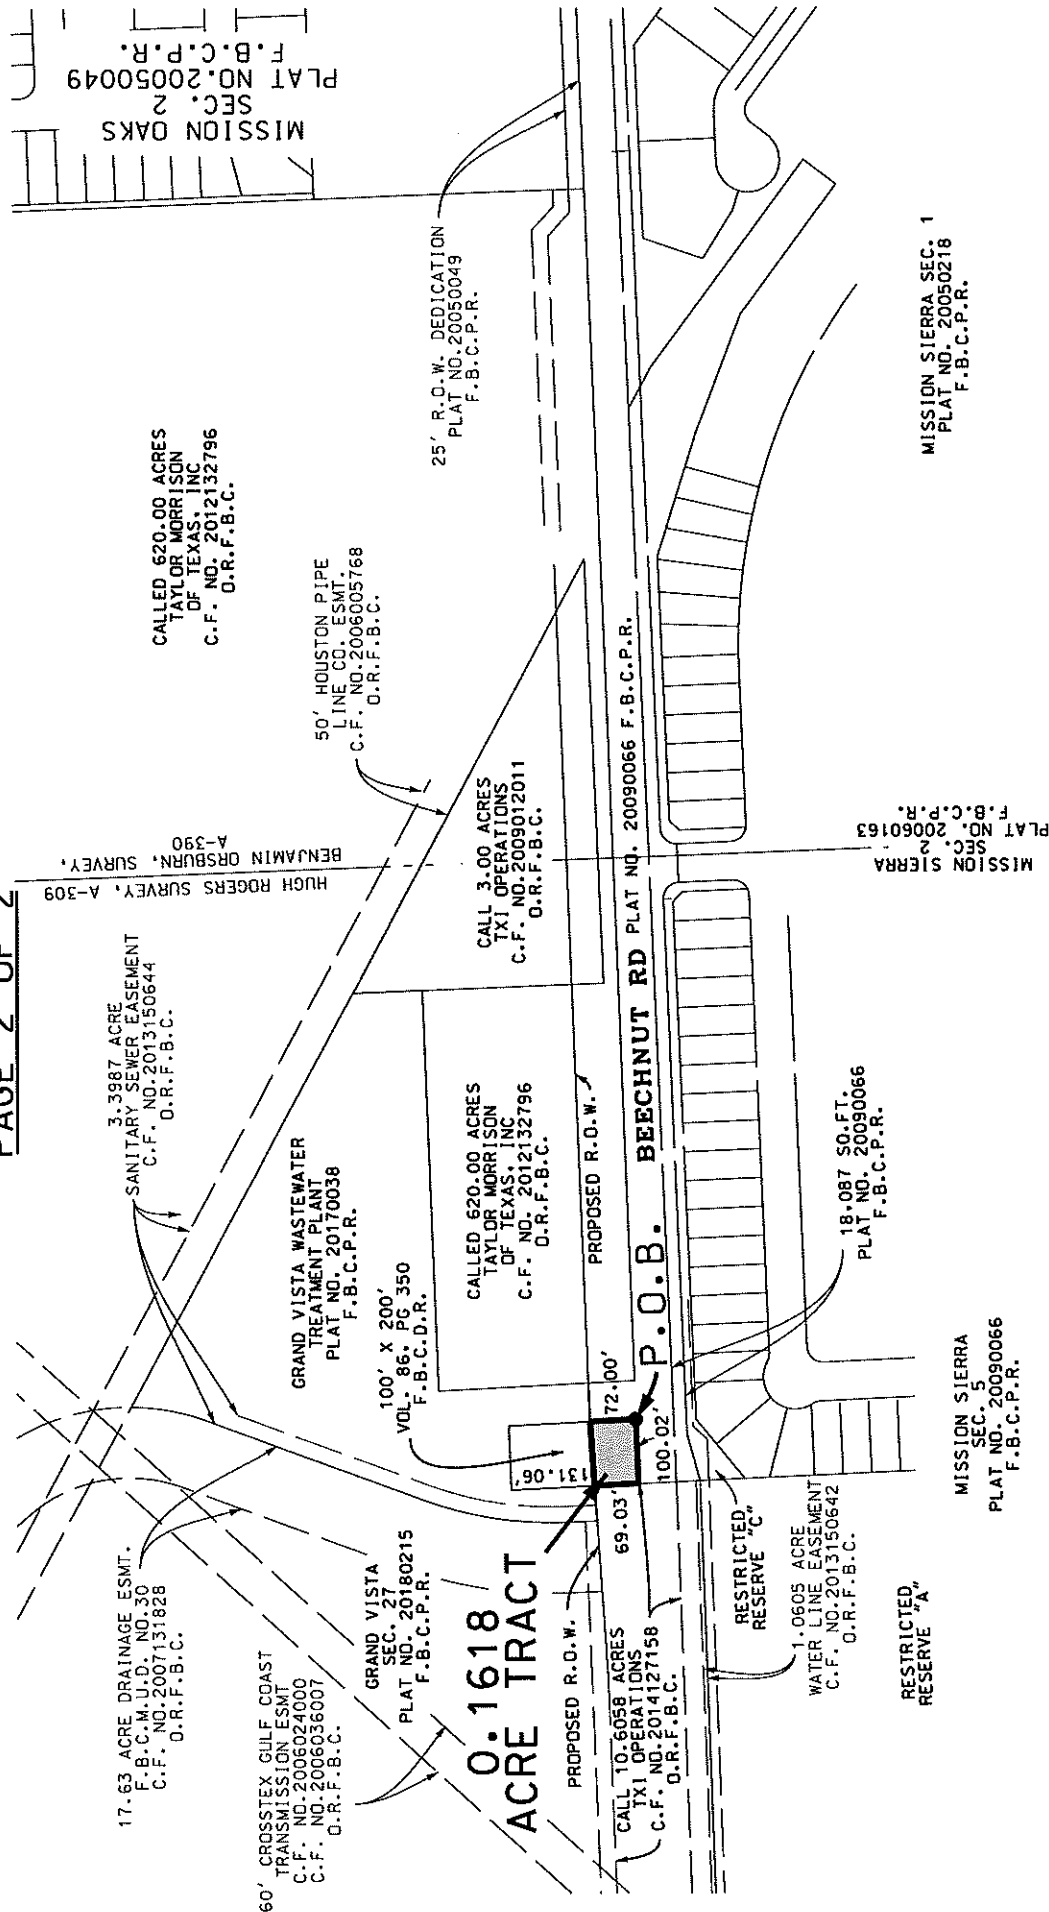 PAGE 2 OF 2
17.63 ACRE DRAINAGE ESMT.
F.B.C.M.U.D. NO.30
C.F. NO.2007131828
O.R.F.B.C.
60' CROSSTEX GULF COAST
TRANSMISSION ESMT
C.F. NO.2006024000
C.F. NO.2006036007
O.R.F.B.C.
GRAND VISTA
SEC. 27
PLAT NO. 20180215
F.B.C.P.R.
0.1618
ACRE TRACT
PROPOSED R.O.W.
CALL 10.6058 ACRES
TXI OPERATIONS
C.F. NO.2014127158
O.R.F.B.C.
3.3987 ACRE
SANITARY SEWER EASEMENT
C.F. NO.2013150644
O.R.F.B.C.
GRAND VISTA WASTEWATER
TREATMENT PLANT
PLAT NO. 20170038
F.B.C.P.R.
100' X 200'
VOL. 86, PG 350
F.B.C.D.R.
131.06'
72.00'
69.03'
100.02'
P.O.B.
CALLED 620.00 ACRES
TAYLOR MORRISON
OF TEXAS, INC
C.F. NO. 2012132796
O.R.F.B.C.
PROPOSED R.O.W.
BEECHNUT RD PLAT NO. 20090066 F.B.C.P.R.
HUGH ROGERS SURVEY, A-309
BENJAMIN ORSBURN, SURVEY,
A-390
CALL 3.00 ACRES
TXI OPERATIONS
C.F. NO.2009012011
O.R.F.B.C.
50' HOUSTON PIPE
LINE CO. ESMT.
C.F. NO.2006005768
O.R.F.B.C.
CALLED 620.00 ACRES
TAYLOR MORRISON
OF TEXAS, INC
C.F. NO. 2012132796
O.R.F.B.C.
25' R.O.W. DEDICATION
PLAT NO.20050049
F.B.C.P.R.
MISSION OAKS
SEC. 2
PLAT NO.20050049
F.B.C.P.R.
RESTRICTED
RESERVE "C"
1.0605 ACRE
WATER LINE EASEMENT
C.F. NO.2013150642
O.R.F.B.C.
RESTRICTED
RESERVE "A"
18,087 SQ.FT.
PLAT NO. 20090066
F.B.C.P.R.
MISSION SIERRA
SEC. 5
PLAT NO. 20090066
F.B.C.P.R.
MISSION SIERRA
SEC. 2
PLAT NO. 20060163
F.B.C.P.R.
MISSION SIERRA SEC. 1
PLAT NO. 20050218
F.B.C.P.R.